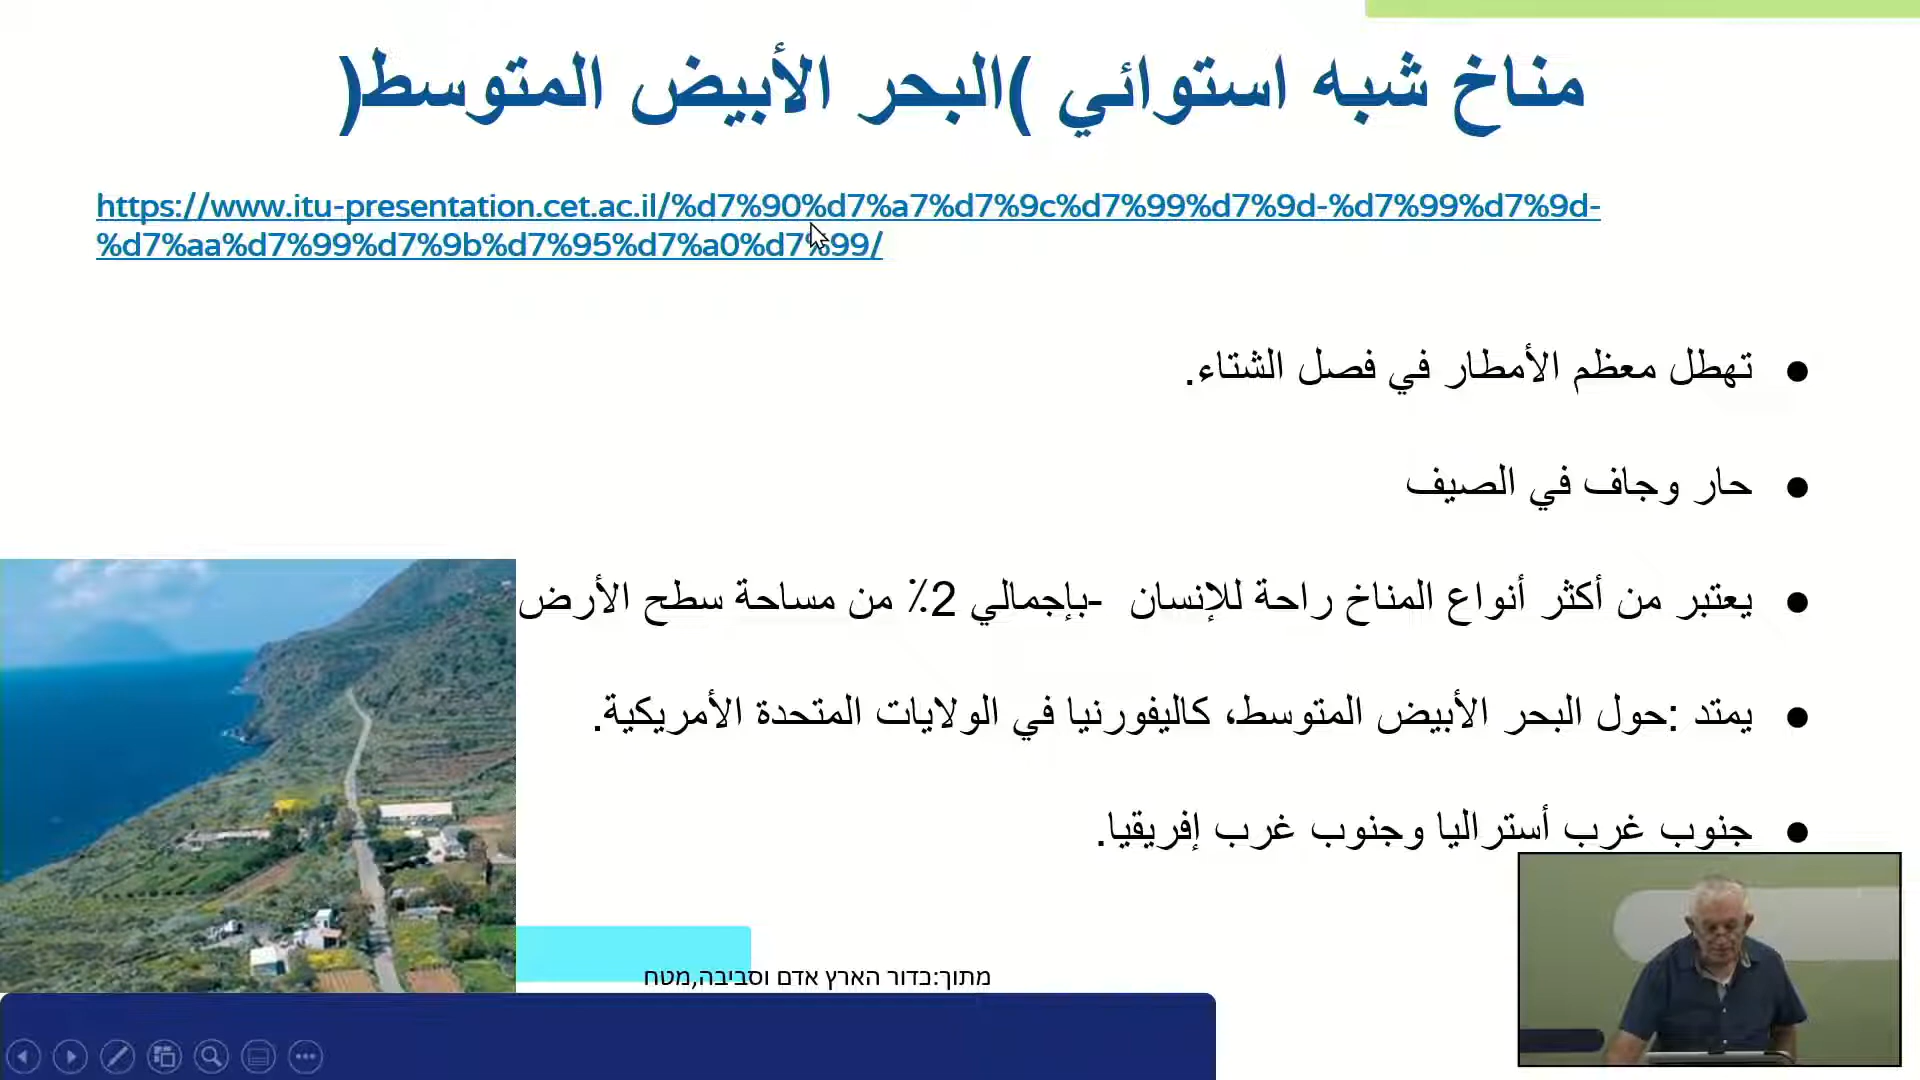 مناخ شبه استوائي )البحر الأبيض المتوسط(
https://www.itu-presentation.cet.ac.il/%d7%90%d7%a7%d7%9c%d7%99%d7%9d-%d7%99%d7%9d-
%d7%aa%d7%99%d7%9b%d7%95%d7%a0%d7%99/
● تهطل معظم الأمطار في فصل الشتاء.
● حار وجاف في الصيف
● يعتبر من أكثر أنواع المناخ راحة للإنسان -بإجمالي 2٪ من مساحة سطح الأرض
● يمتد :حول البحر الأبيض المتوسط، كاليفورنيا في الولايات المتحدة الأمريكية.
● جنوب غرب أستراليا وجنوب غرب إفريقيا.
מתוך:כדור הארץ אדם וסביבה,מטח